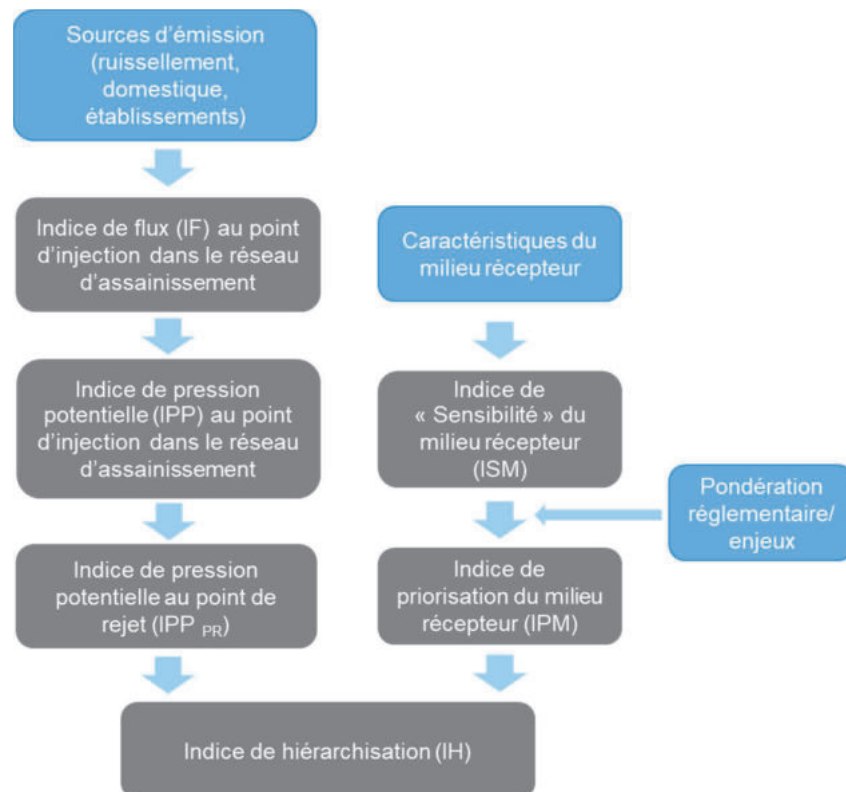 Sources d'émission
(ruissellement,
domestique,
établissements)
Indice de flux (IF) au point
d'injection dans le réseau
d'assainissement
Caractéristiques du
milieu récepteur
Indice de pression
potentielle (IPP) au point
d'injection dans le réseau
d'assainissement
Indice de
« Sensibilité » du
milieu récepteur
(ISM)
Pondération
réglementaire/
enjeux
Indice de pression
potentielle au point de
rejet (IPP PR)
Indice de
priorisation du milieu
récepteur (IPM)
Indice de hiérarchisation (IH)